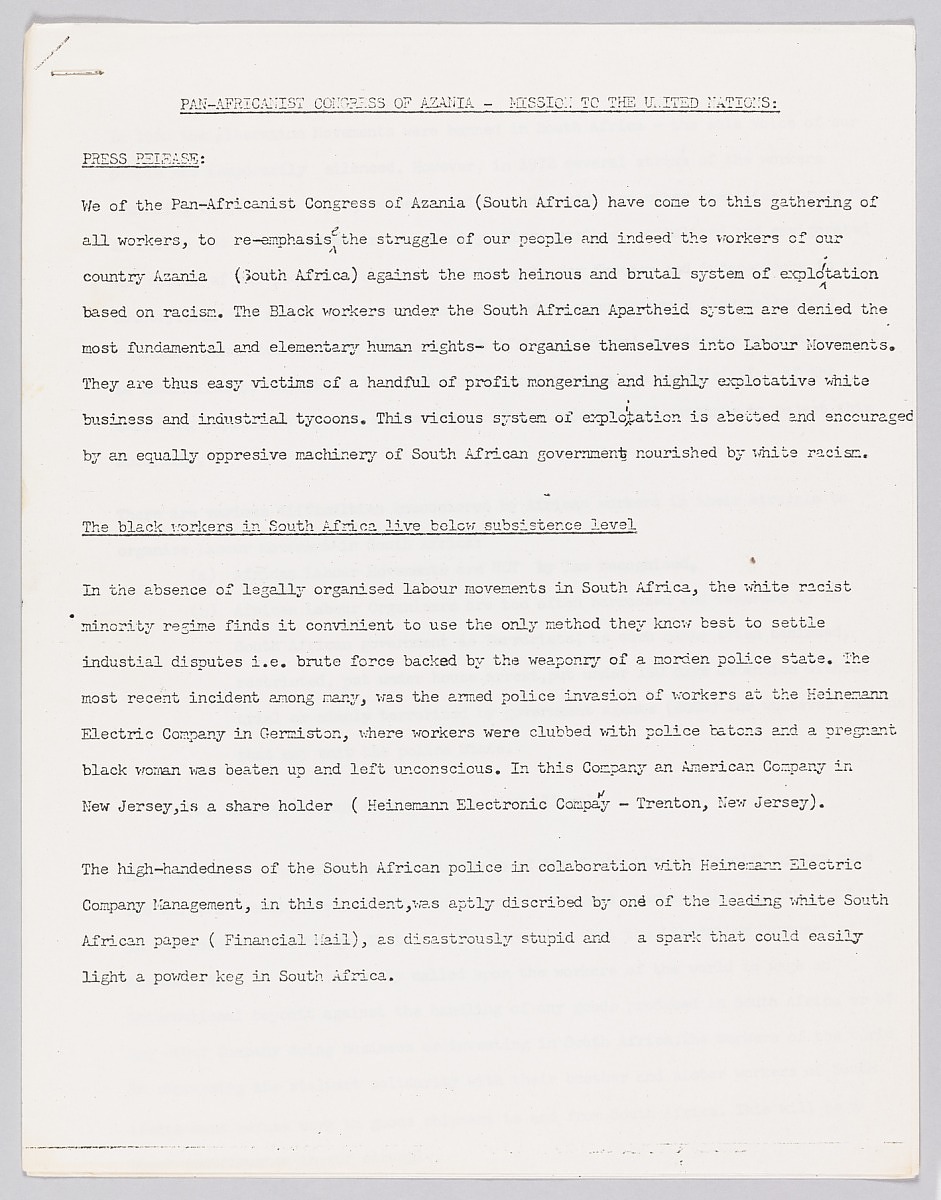 PAN-AFRICANIST CONGRESS OF AZANIA - MISSION TO THE UNITED NATIONS:
PRESS RELEASE:
We of the Pan-Africanist Congress of Azania (South Africa) have come to this gathering of
all workers, to re-emphasise the struggle of our people and indeed the workers of our
country Azania (South Africa) against the most heinous and brutal system of exploitation
based on racism. The Black workers under the South African Apartheid system are denied the
most fundamental and elementary human rights- to organise themselves into Labour Movements.
They are thus easy victims of a handful of profit mongering and highly explotative white
business and industrial tycoons. This vicious system of exploitation is abetted and encouraged
by an equally oppresive machinery of South African government nourished by white racism.
The black workers in South Africa live below subsistence level
In the absence of legally organised labour movements in South Africa, the white racist
minority regime finds it convinient to use the only method they know best to settle
industial disputes i.e. brute force backed by the weaponry of a morden police state. The
most recent incident among many, was the armed police invasion of workers at the Heinemann
Electric Company in Germiston, where workers were clubbed with police batons and a pregnant
black woman was beaten up and left unconscious. In this Company an American Company in
New Jersey,is a share holder ( Heinemann Electronic Company - Trenton, New Jersey).
The high-handedness of the South African police in colaboration with Heinemann Electric
Company Management, in this incident,was aptly discribed by one of the leading white South
African paper ( Financial Mail), as disastrously stupid and a spark that could easily
light a powder keg in South Africa.